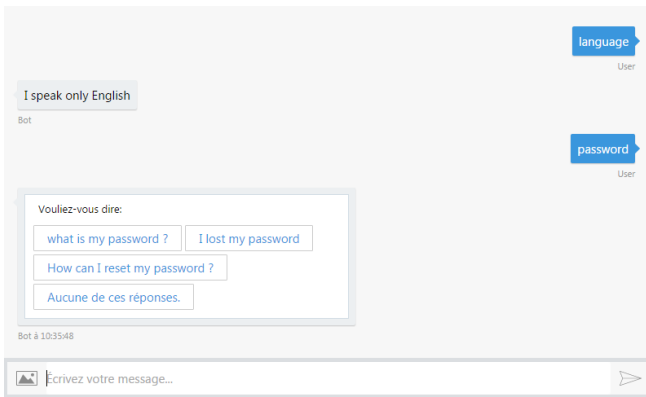 language
User
I speak only English
Bot
password
User
Vouliez-vous dire:
what is my password ? I lost my password
How can I reset my password ?
Aucune de ces réponses.
Bot à 10:35:48
Écrivez votre message...